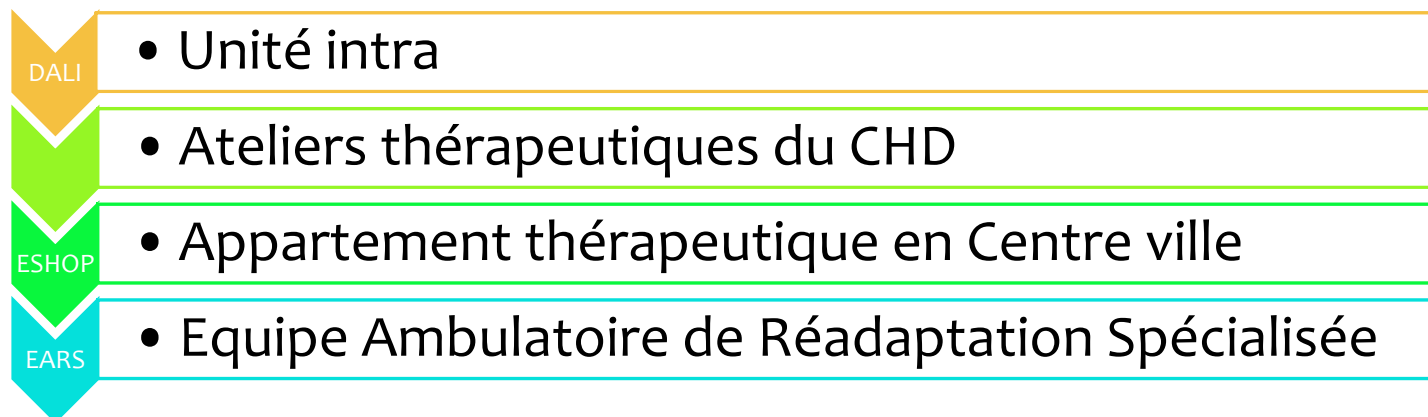 DALI
• Unité intra
• Ateliers thérapeutiques du CHD
ESHOP
• Appartement thérapeutique en Centre ville
EARS
• Equipe Ambulatoire de Réadaptation Spécialisée